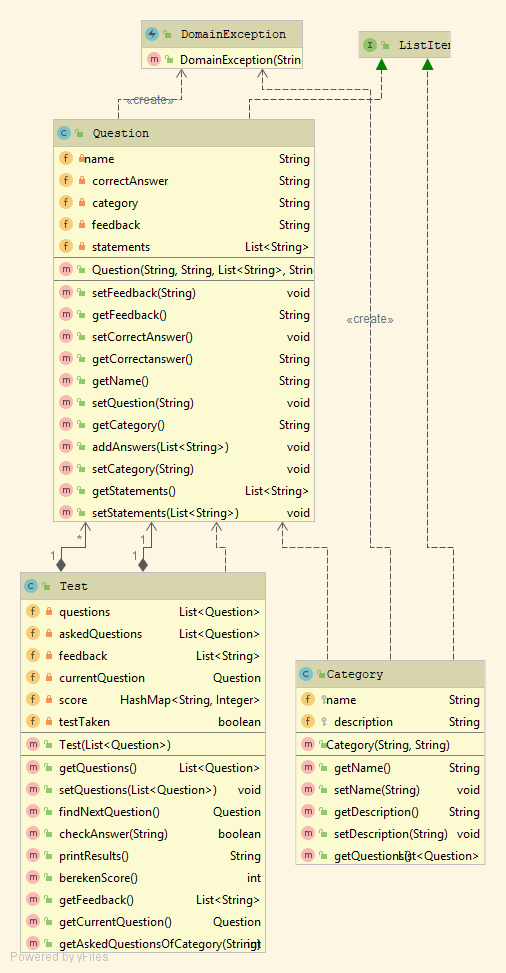 DomainException
DomainException(Strin
ListIte
«create»
Question
name String
correctAnswer String
category String
feedback String
statements List<String>
Question(String, String, List<String>, Strin
setFeedback(String) void
getFeedback() String
setCorrectAnswer() void
getCorrectanswer() String
getName() String
setQuestion(String) void
getCategory() String
addAnswers(List<String>) void
setCategory(String) void
getStatements() List<String>
setStatements(List<String>) void
«create»
* 1
1 1
Test
questions List<Question>
askedQuestions List<Question>
feedback List<String>
currentQuestion Question
score HashMap<String, Integer>
testTaken boolean
Test(List<Question>)
getQuestions() List<Question>
setQuestions(List<Question>) void
findNextQuestion() Question
checkAnswer(String) boolean
printResults() String
berekenScore() int
getFeedback() List<String>
getCurrentQuestion() Question
getAskedQuestionsOfCategory(String) int
Category
name String
description String
Category(String, String)
getName() String
setName(String) void
getDescription() String
setDescription(String) void
getQuestions() List<Question>
Powered by yFiles